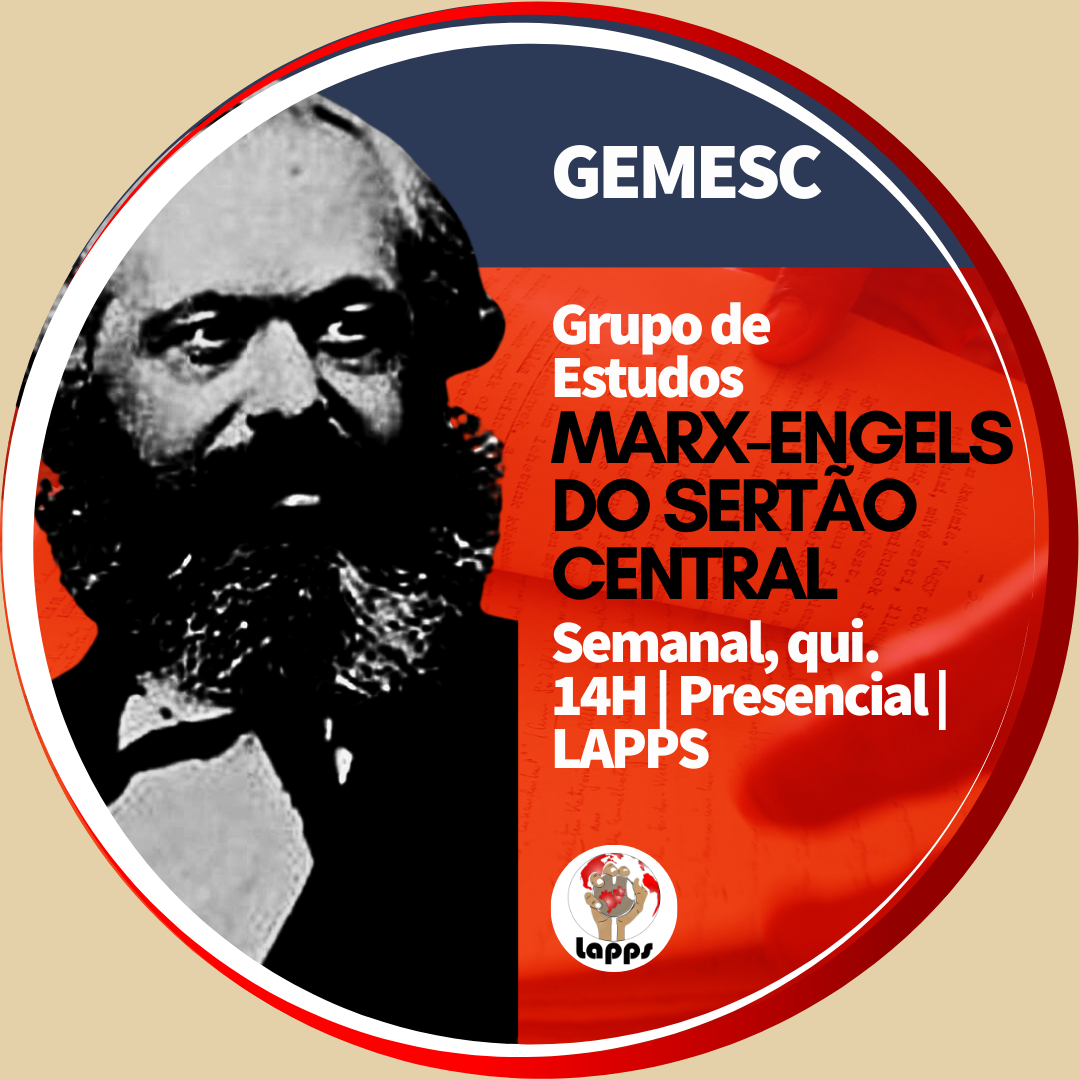 GEMESC
Grupo de
Estudos
MARX-ENGELS
DO SERTÃO
CENTRAL
Semanal, qui.
14H | Presencial |
LAPPS
Lapps